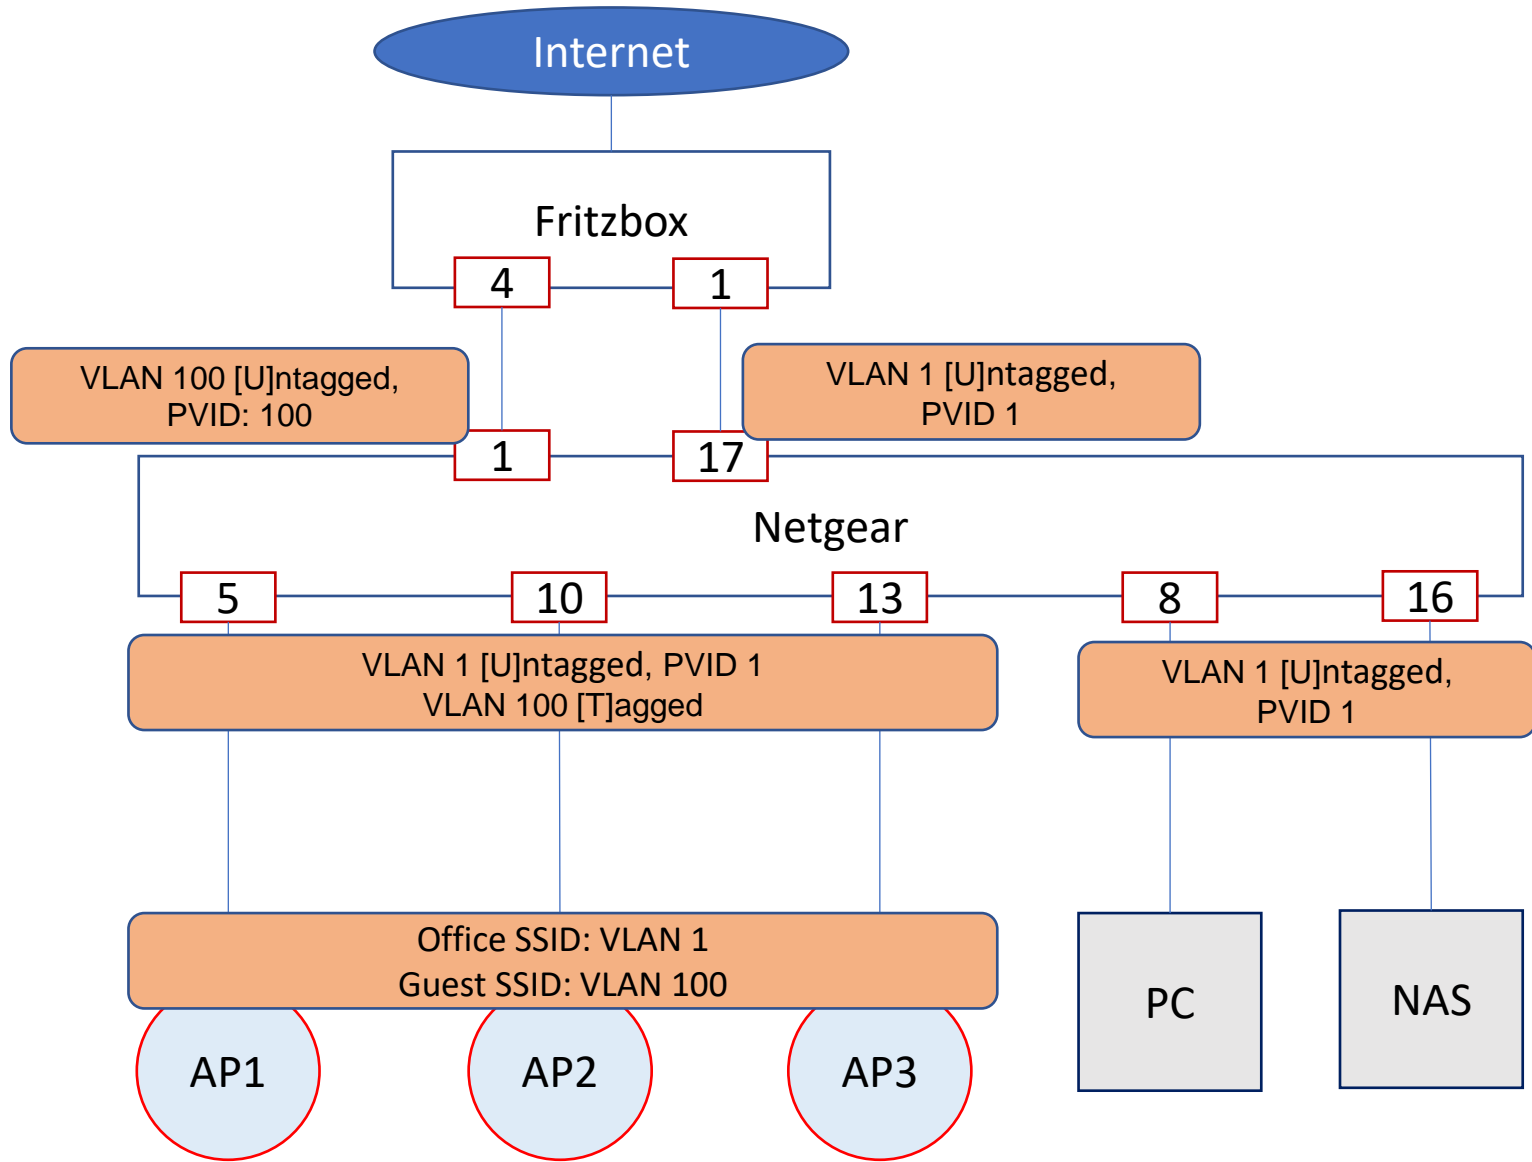 Internet
Fritzbox
4
1
VLAN 100 [U]ntagged,
PVID: 100
VLAN 1 [U]ntagged,
PVID 1
1
17
Netgear
5
10
13
8
16
VLAN 1 [U]ntagged, PVID 1
VLAN 100 [T]agged
VLAN 1 [U]ntagged,
PVID 1
Office SSID: VLAN 1
Guest SSID: VLAN 100
PC
NAS
AP1
AP2
AP3